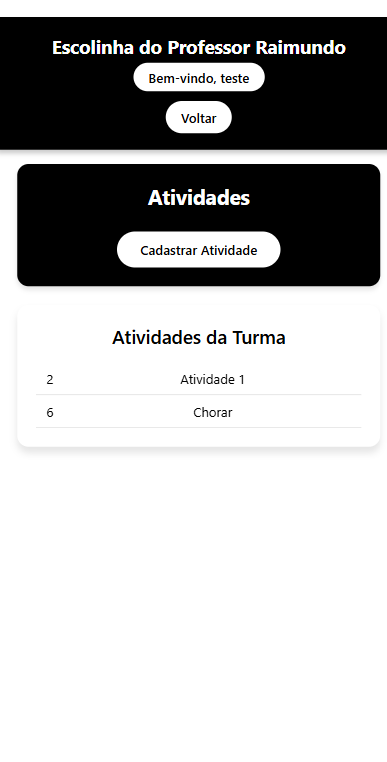 Escolinha do Professor Raimundo
Bem-vindo, teste
Voltar
Atividades
Cadastrar Atividade
Atividades da Turma
2 Atividade 1
6 Chorar